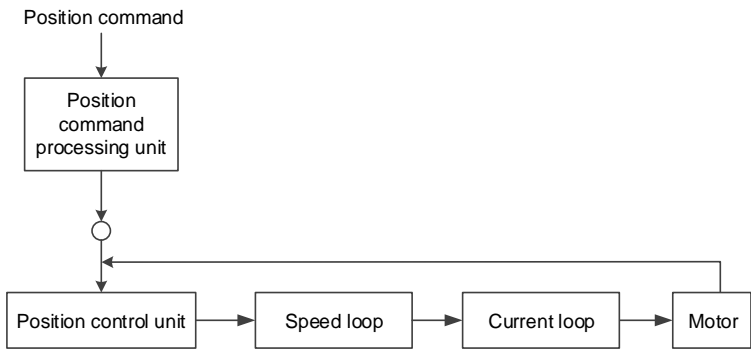 Position command
Position
command
processing unit
Position control unit
Speed loop
Current loop
Motor